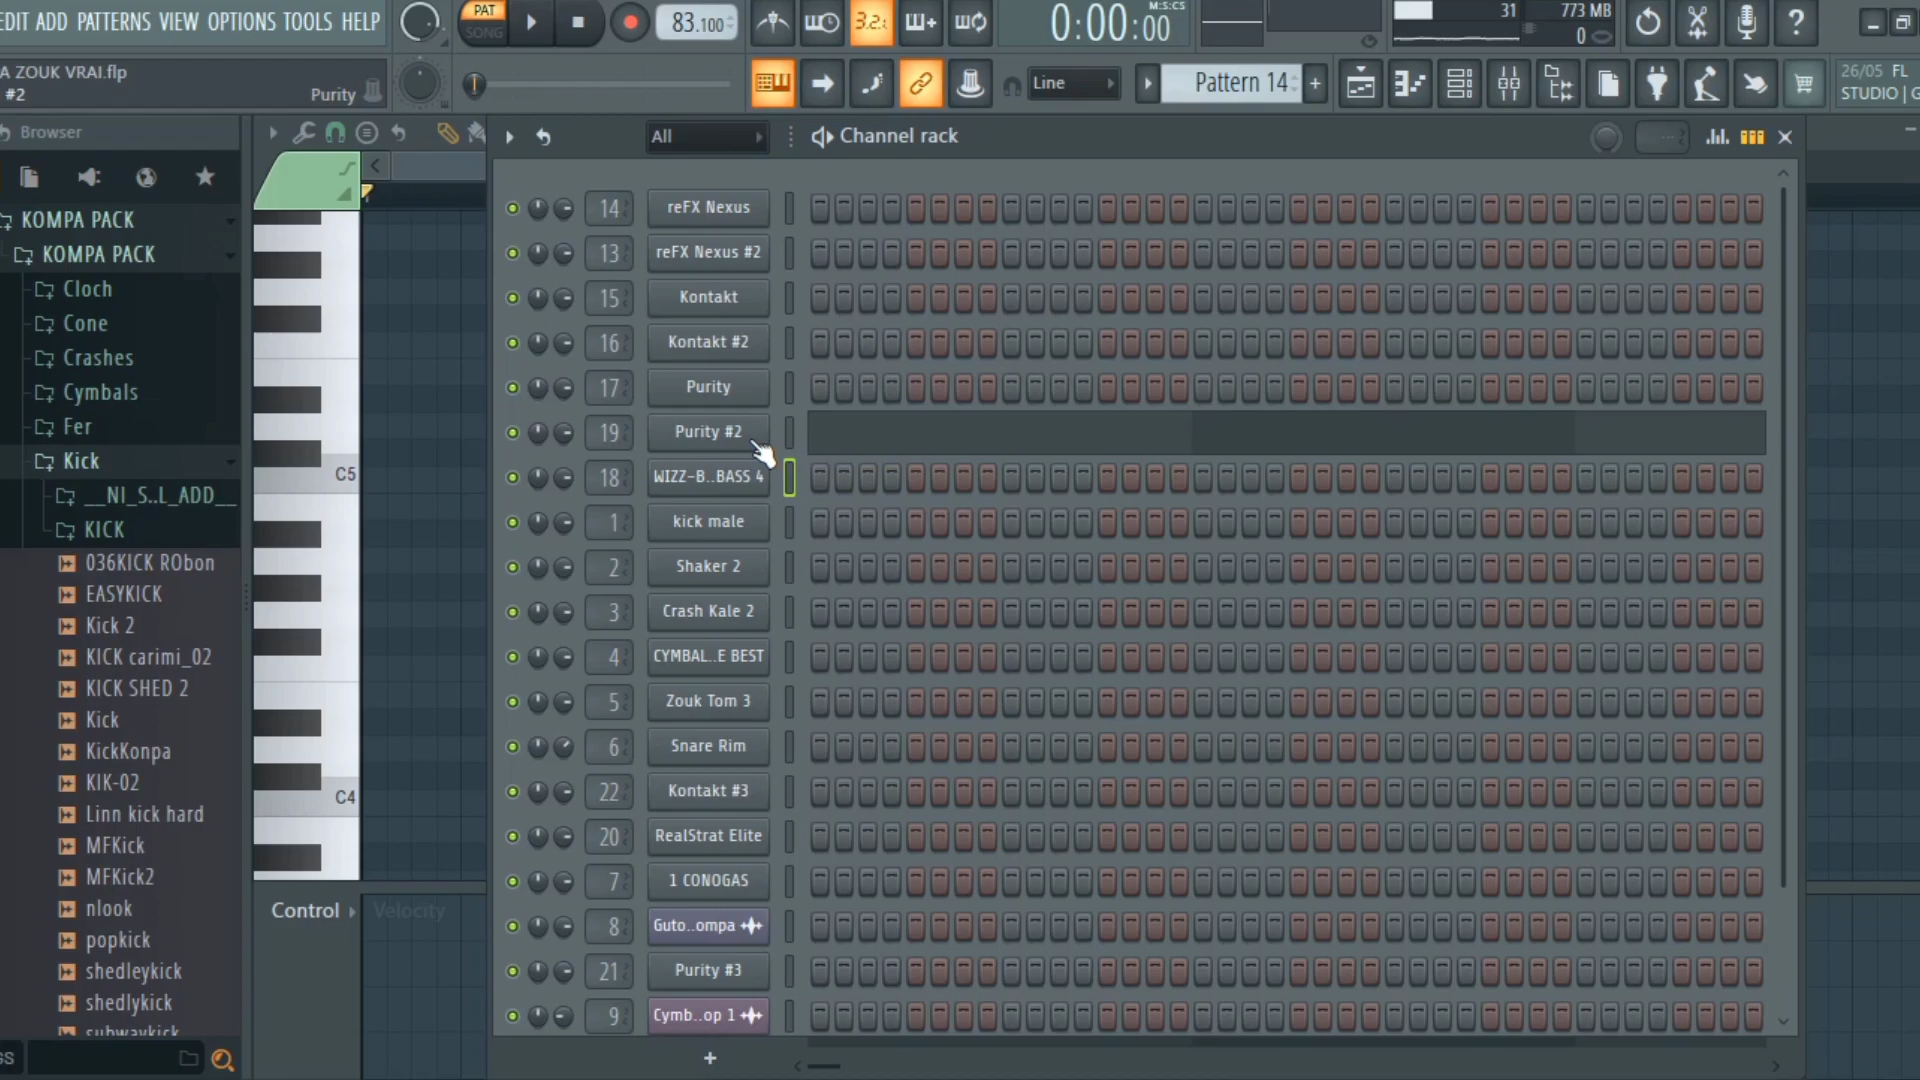 EDIT ADD PATTERNS VIEW OPTIONS TOOLS HELP
PAT
SONG
83.100
3.2.
0:00:00
M:S:CS
31
773 MB
0
?
A ZOUK VRAI.flp
#2
Purity
Line
Pattern 14
+
26/05 FL
STUDIO | G
Browser
All
Channel rack
KOMPA PACK
KOMPA PACK
Cloch
Cone
Crashes
Cymbals
Fer
Kick
__NI_S..L_ADD__
KICK
036KICK RObon
EASYKICK
Kick 2
KICK carimi_02
KICK SHED 2
Kick
KickKonpa
KIK-02
Linn kick hard
MFKick
MFKick2
nlook
popkick
shedleykick
shedlykick
subwaykick
GS
C5
C4
Control
Velocity
14 reFX Nexus
13 reFX Nexus #2
15 Kontakt
16 Kontakt #2
17 Purity
19 Purity #2
18 WIZZ-B..BASS 4
1 kick male
2 Shaker 2
3 Crash Kale 2
4 CYMBAL..E BEST
5 Zouk Tom 3
6 Snare Rim
22 Kontakt #3
20 RealStrat Elite
7 1 CONOGAS
8 Guto..ompa
21 Purity #3
9 Cymb..op 1
+